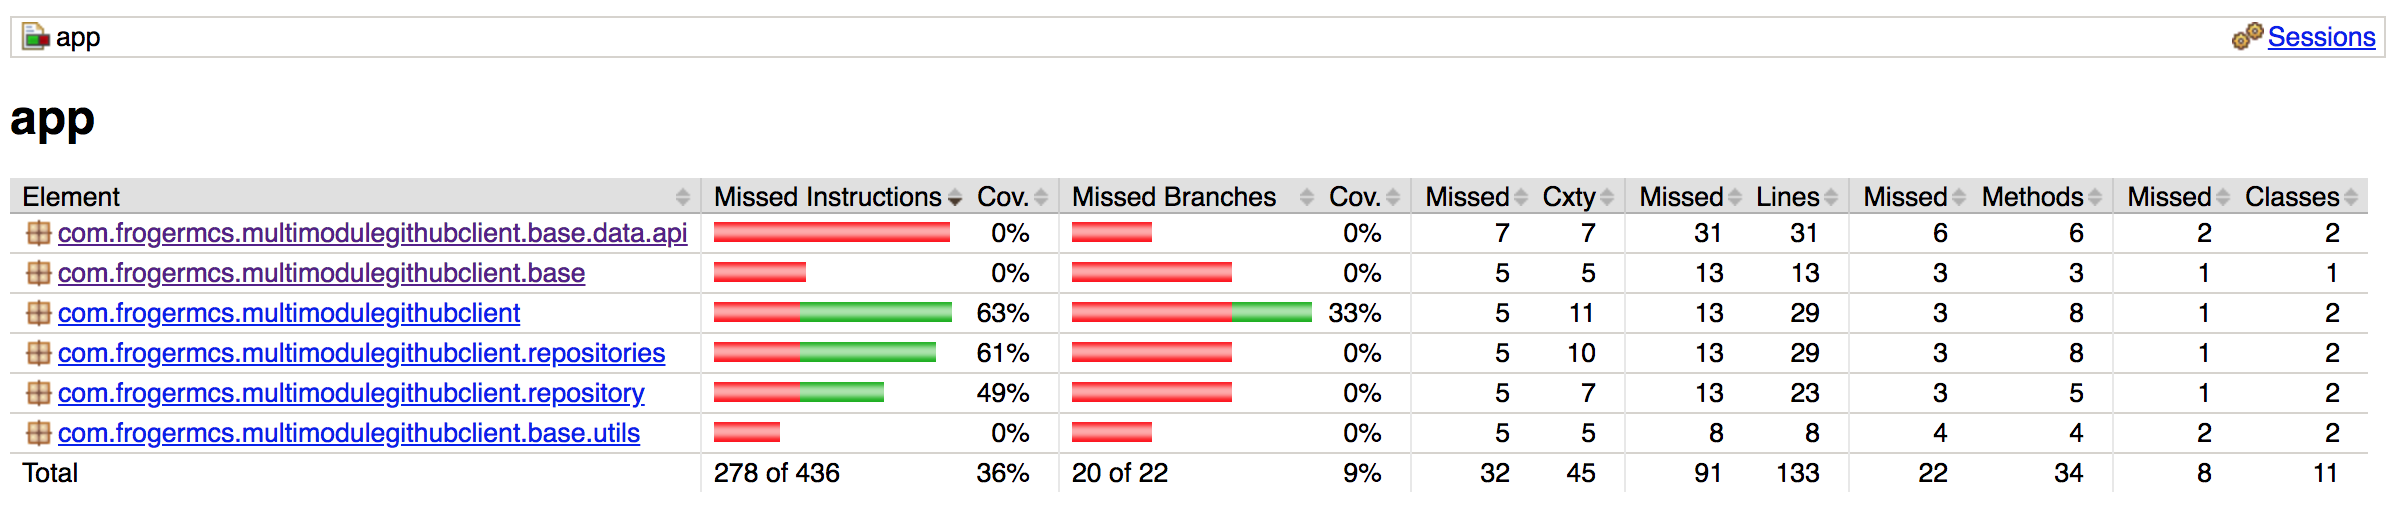 app Sessions
app
Element Missed Instructions Cov. Missed Branches Cov. Missed Cxty Missed Lines Missed Methods Missed Classes
com.frogermcs.multimodulegithubclient.base.data.api 0% 0% 7 7 31 31 6 6 2 2
com.frogermcs.multimodulegithubclient.base 0% 0% 5 5 13 13 3 3 1 1
com.frogermcs.multimodulegithubclient 63% 33% 5 11 13 29 3 8 1 2
com.frogermcs.multimodulegithubclient.repositories 61% 0% 5 10 13 29 3 8 1 2
com.frogermcs.multimodulegithubclient.repository 49% 0% 5 7 13 23 3 5 1 2
com.frogermcs.multimodulegithubclient.base.utils 0% 0% 5 5 8 8 4 4 2 2
Total 278 of 436 36% 20 of 22 9% 32 45 91 133 22 34 8 11